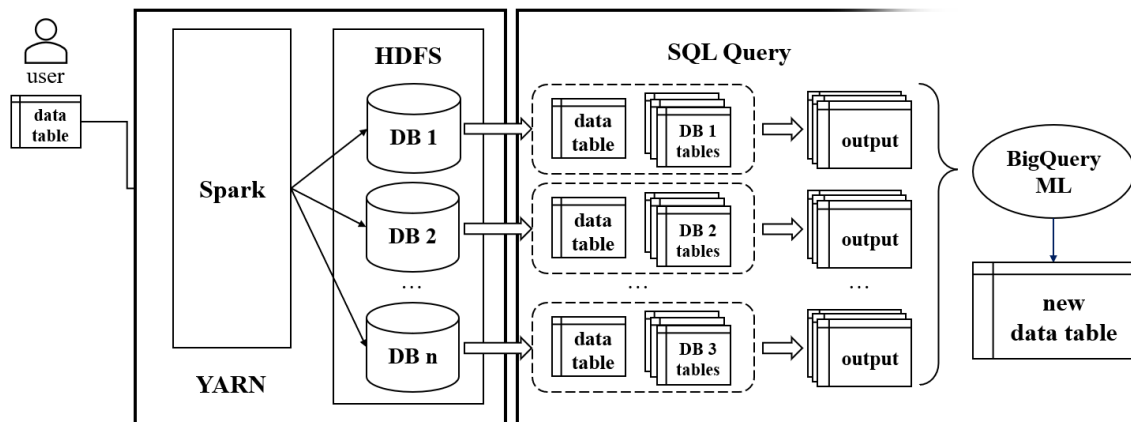 user
data
table
Spark
YARN
HDFS
DB 1
DB 2
...
DB n
SQL Query
data
table
DB 1
tables
output
data
table
DB 2
tables
output
...
...
data
table
DB 3
tables
output
BigQuery
ML
new
data table